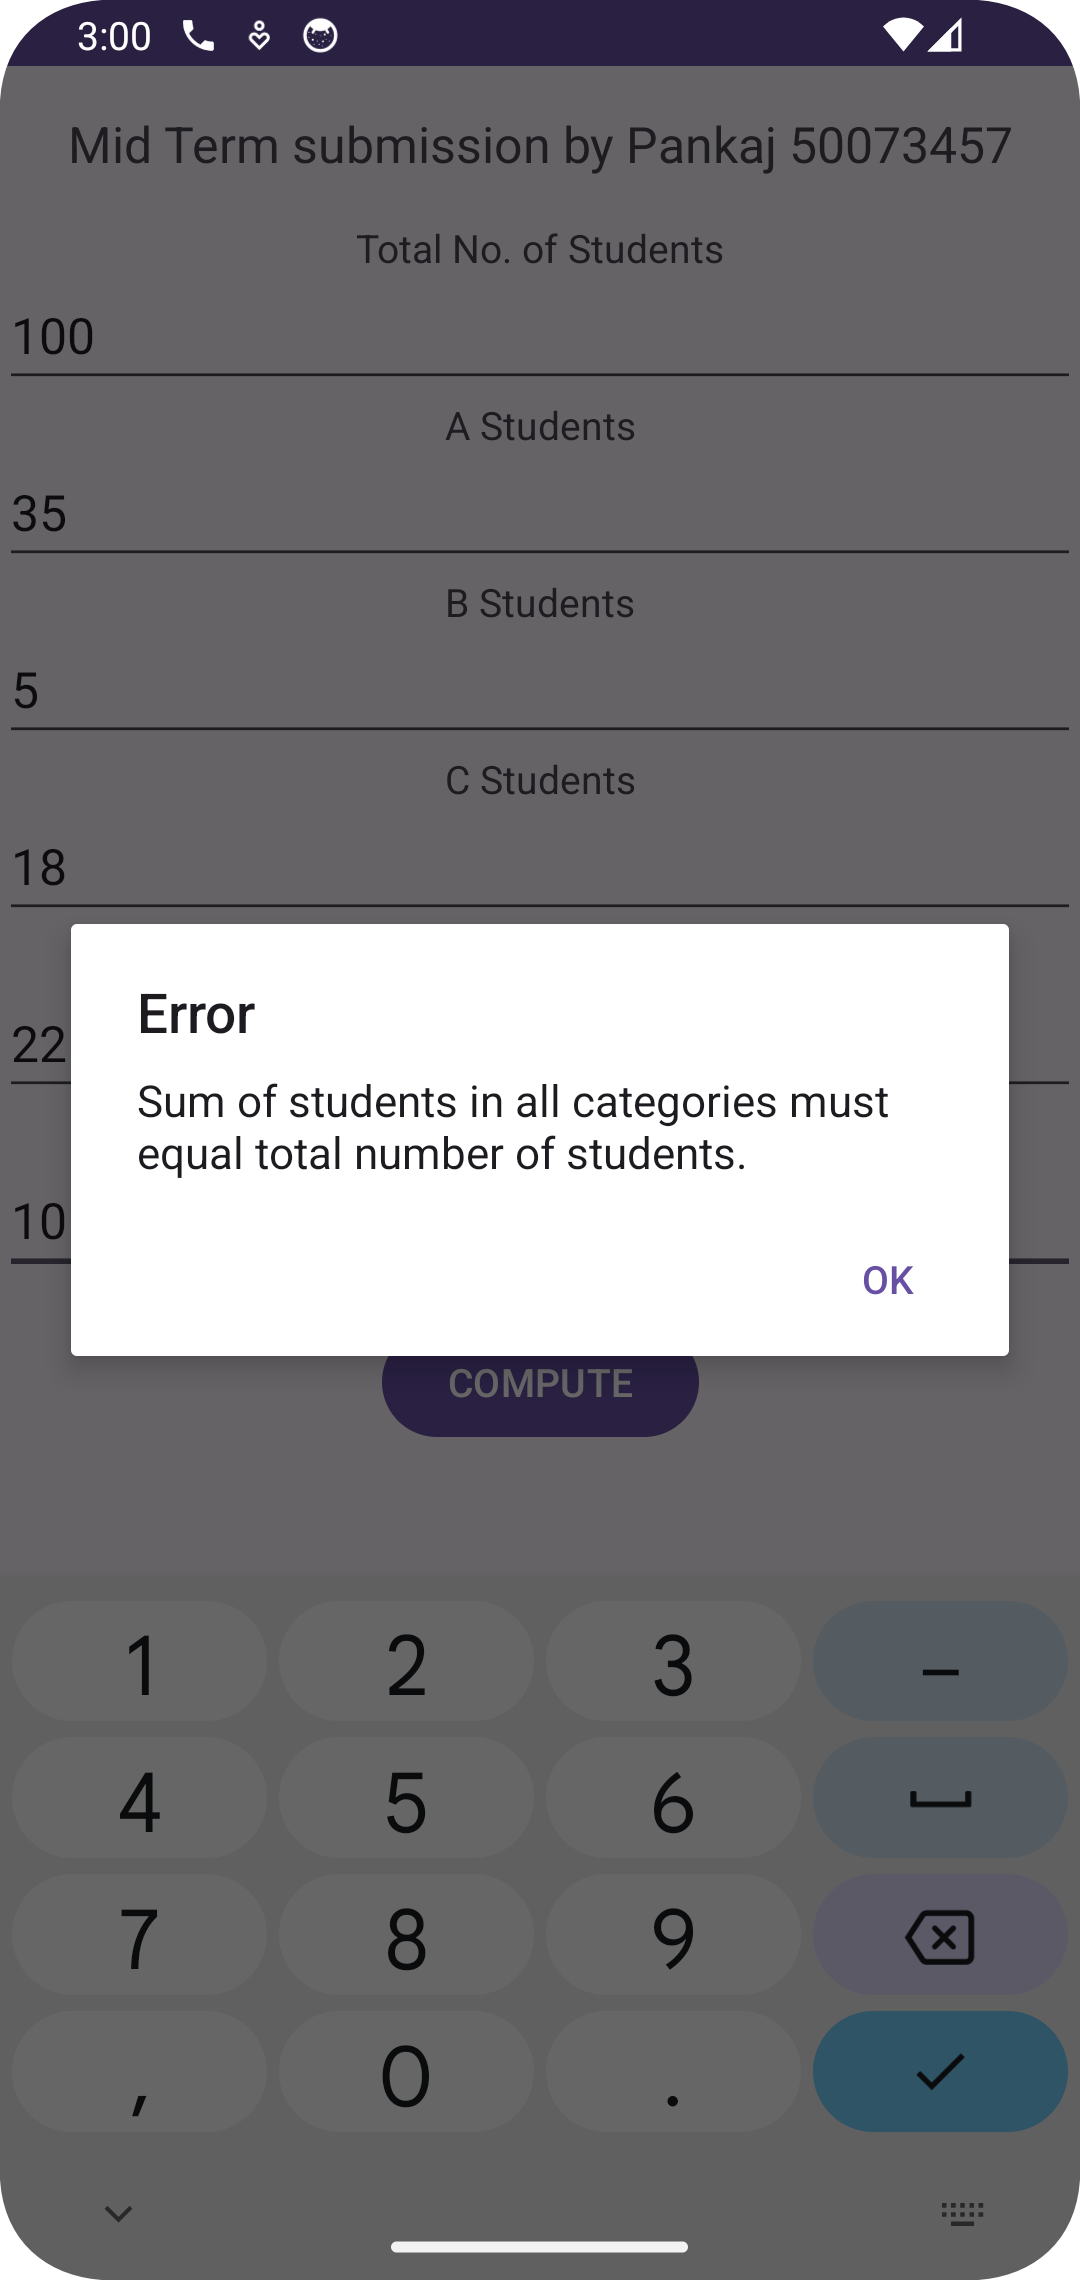 3:00
Mid Term submission by Pankaj 50073457
Total No. of Students
100
A Students
35
B Students
5
C Students
18
22
10
Error
Sum of students in all categories must
equal total number of students.
OK
COMPUTE
1 2 3 –
4 5 6
7 8 9
, 0 .